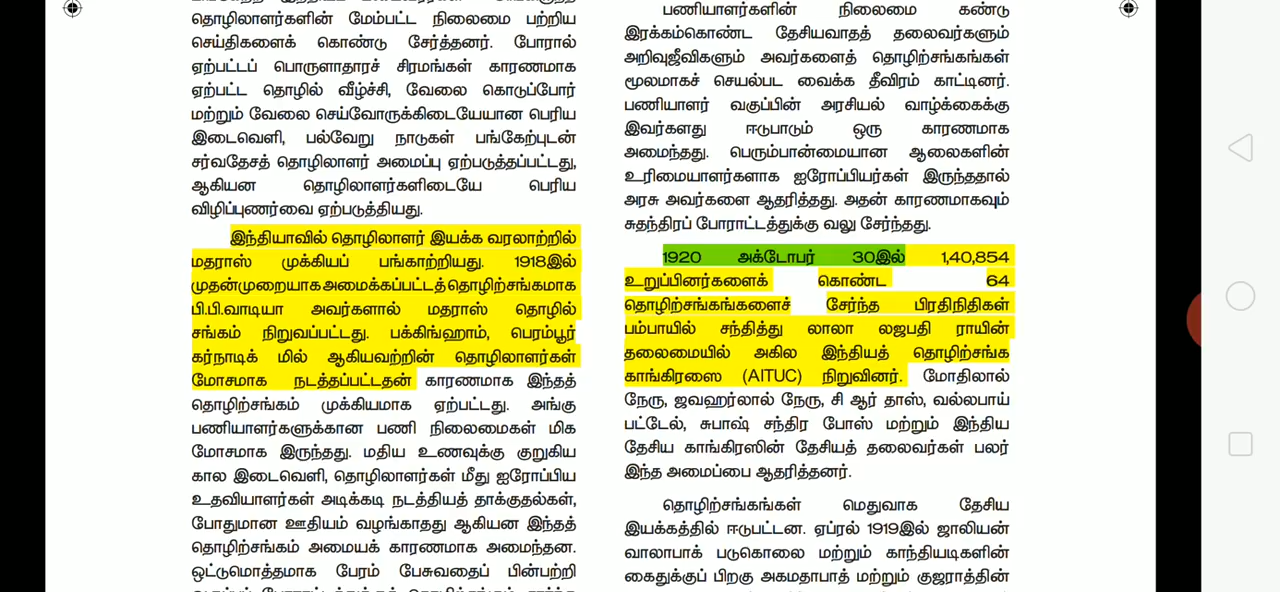 தொழிலாளர்களின் மேம்பட்ட நிலைமை பற்றிய
செய்திகளைக் கொண்டு சேர்த்தனர். போரால்
ஏற்பட்டப் பொருளாதாரச் சிரமங்கள் காரணமாக
ஏற்பட்ட தொழில் வீழ்ச்சி, வேலை கொடுப்போர்
மற்றும் வேலை செய்வோருக்கிடையேயான பெரிய
இடைவெளி, பல்வேறு நாடுகள் பங்கேற்புடன்
சர்வதேசத் தொழிலாளர் அமைப்பு ஏற்படுத்தப்பட்டது,
ஆகியன தொழிலாளர்களிடையே பெரிய
விழிப்புணர்வை ஏற்படுத்தியது.
இந்தியாவில் தொழிலாளர் இயக்க வரலாற்றில்
மதராஸ் முக்கியப் பங்காற்றியது. 1918இல்
முதன்முறையாகஅமைக்கப்பட்டத்தொழிற்சங்கமாக
பி.பி.வாடியா அவர்களால் மதராஸ் தொழில்
சங்கம் நிறுவப்பட்டது. பக்கிங்ஹாம், பெரம்பூர்
கர்நாடிக் மில் ஆகியவற்றின் தொழிலாளர்கள்
மோசமாக நடத்தப்பட்டதன் காரணமாக இந்தத்
தொழிற்சங்கம் முக்கியமாக ஏற்பட்டது. அங்கு
பணியாளர்களுக்கான பணி நிலைமைகள் மிக
மோசமாக இருந்தது. மதிய உணவுக்கு குறுகிய
கால இடைவெளி, தொழிலாளர்கள் மீது ஐரோப்பிய
உதவியாளர்கள் அடிக்கடி நடத்தியத் தாக்குதல்கள்,
போதுமான ஊதியம் வழங்காதது ஆகியன இந்தத்
தொழிற்சங்கம் அமையக் காரணமாக அமைந்தன.
ஒட்டுமொத்தமாக பேரம் பேசுவதைப் பின்பற்றி
பணியாளர்களின் நிலைமை கண்டு
இரக்கம்கொண்ட தேசியவாதத் தலைவர்களும்
அறிவுஜீவிகளும் அவர்களைத் தொழிற்சங்கங்கள்
மூலமாகச் செயல்பட வைக்க தீவிரம் காட்டினர்.
பணியாளர் வகுப்பின் அரசியல் வாழ்க்கைக்கு
இவர்களது ஈடுபாடும் ஒரு காரணமாக
அமைந்தது. பெரும்பான்மையான ஆலைகளின்
உரிமையாளர்களாக ஐரோப்பியர்கள் இருந்ததால்
அரசு அவர்களை ஆதரித்தது. அதன் காரணமாகவும்
சுதந்திரப் போராட்டத்துக்கு வலு சேர்ந்தது.
1920 அக்டோபர் 30இல் 1,40,854
உறுப்பினர்களைக் கொண்ட 64
தொழிற்சங்கங்களைச் சேர்ந்த பிரதிநிதிகள்
பம்பாயில் சந்தித்து லாலா லஜபதி ராயின்
தலைமையில் அகில இந்தியத் தொழிற்சங்க
காங்கிரஸை (AITUC) நிறுவினர். மோதிலால்
நேரு, ஜவஹர்லால் நேரு, சி ஆர் தாஸ், வல்லபாய்
பட்டேல், சுபாஷ் சந்திர போஸ் மற்றும் இந்திய
தேசிய காங்கிரஸின் தேசியத் தலைவர்கள் பலர்
இந்த அமைப்பை ஆதரித்தனர்.
தொழிற்சங்கங்கள் மெதுவாக தேசிய
இயக்கத்தில் ஈடுபட்டன. ஏப்ரல் 1919இல் ஜாலியன்
வாலாபாக் படுகொலை மற்றும் காந்தியடிகளின்
கைதுக்குப் பிறகு அகமதாபாத் மற்றும் குஜராத்தின்